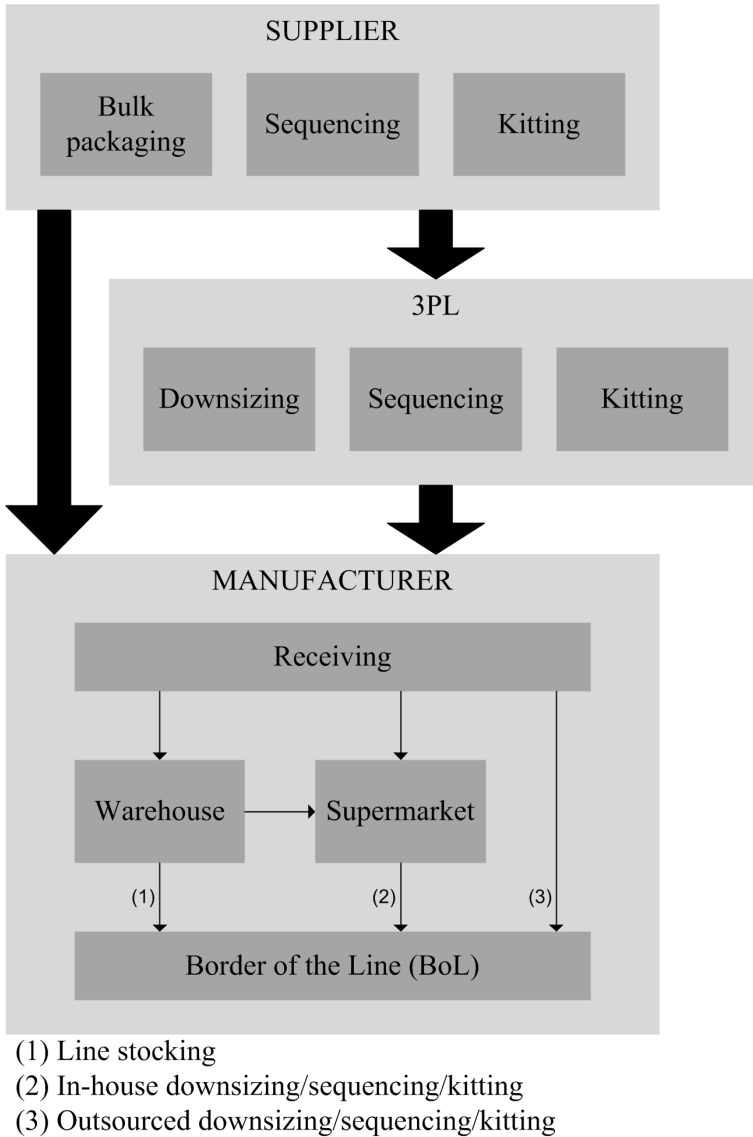 SUPPLIER
Bulk
packaging
Sequencing
Kitting
3PL
Downsizing
Sequencing
Kitting
MANUFACTURER
Receiving
Warehouse
Supermarket
(1)
(2)
(3)
Border of the Line (BoL)
(1) Line stocking
(2) In-house downsizing/sequencing/kitting
(3) Outsourced downsizing/sequencing/kitting